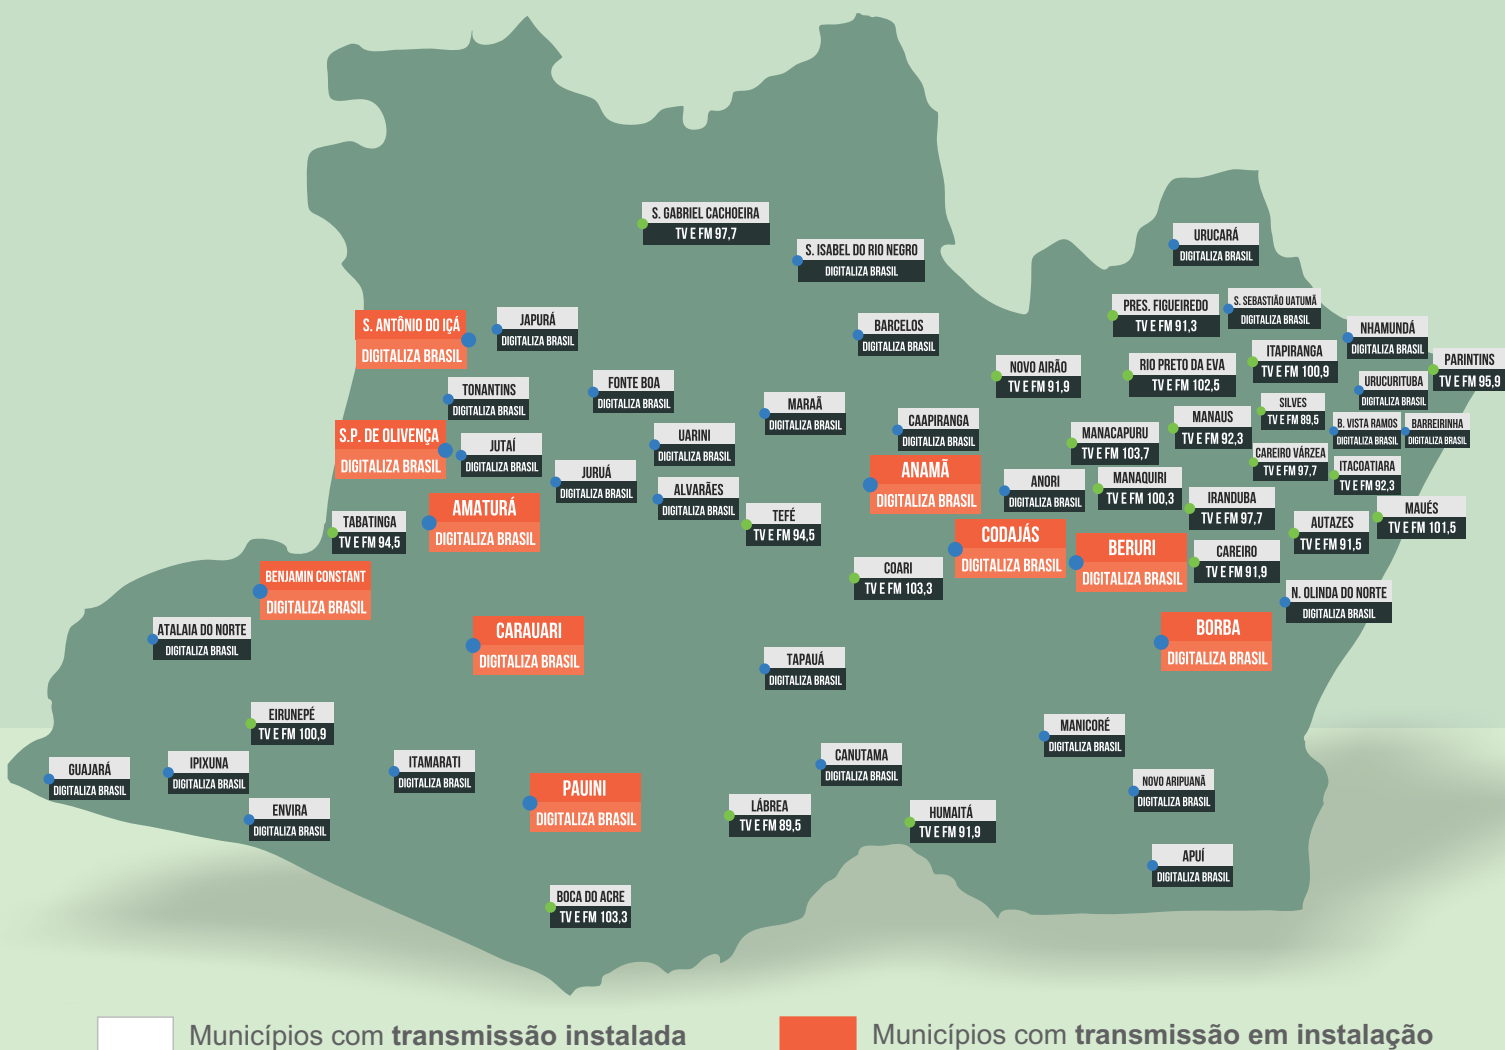 S. GABRIEL CACHOEIRA
TV E FM 97,7
S. ISABEL DO RIO NEGRO
DIGITALIZA BRASIL
URUCARÁ
DIGITALIZA BRASIL
S. ANTÔNIO DO IÇÁ
DIGITALIZA BRASIL
JAPURÁ
DIGITALIZA BRASIL
BARCELOS
DIGITALIZA BRASIL
PRES. FIGUEIREDO
TV E FM 91,3
S. SEBASTIÃO UATUMÃ
DIGITALIZA BRASIL
NHAMUNDÁ
DIGITALIZA BRASIL
PARINTINS
TV E FM 95,9
ITAPIRANGA
TV E FM 100,9
RIO PRETO DA EVA
TV E FM 102,5
NOVO AIRÃO
TV E FM 91,9
URUCURITUBA
DIGITALIZA BRASIL
TONANTINS
DIGITALIZA BRASIL
FONTE BOA
DIGITALIZA BRASIL
MARAÃ
DIGITALIZA BRASIL
CAAPIRANGA
DIGITALIZA BRASIL
SILVES
TV E FM 89,5
MANAUS
TV E FM 92,3
B. VISTA RAMOS
DIGITALIZA BRASIL
BARREIRINHA
DIGITALIZA BRASIL
S.P. DE OLIVENÇA
DIGITALIZA BRASIL
JUTAÍ
DIGITALIZA BRASIL
UARINI
DIGITALIZA BRASIL
MANACAPURU
TV E FM 103,7
CAREIRO VÁRZEA
TV E FM 97,7
ITACOATIARA
TV E FM 92,3
JURUÁ
DIGITALIZA BRASIL
ALVARÃES
DIGITALIZA BRASIL
ANAMÃ
DIGITALIZA BRASIL
ANORI
DIGITALIZA BRASIL
MANAQUIRI
TV E FM 100,3
IRANDUBA
TV E FM 97,7
MAUÉS
TV E FM 101,5
AMATURÁ
DIGITALIZA BRASIL
TABATINGA
TV E FM 94,5
TEFÉ
TV E FM 94,5
AUTAZES
TV E FM 91,5
CODAJÁS
DIGITALIZA BRASIL
BERURI
DIGITALIZA BRASIL
CAREIRO
TV E FM 91,9
COARI
TV E FM 103,3
BENJAMIN CONSTANT
DIGITALIZA BRASIL
N. OLINDA DO NORTE
DIGITALIZA BRASIL
ATALAIA DO NORTE
DIGITALIZA BRASIL
CARAUARI
DIGITALIZA BRASIL
BORBA
DIGITALIZA BRASIL
TAPAUÁ
DIGITALIZA BRASIL
EIRUNEPÉ
TV E FM 100,9
MANICORÉ
DIGITALIZA BRASIL
GUAJARÁ
DIGITALIZA BRASIL
IPIXUNA
DIGITALIZA BRASIL
ITAMARATI
DIGITALIZA BRASIL
CANUTAMA
DIGITALIZA BRASIL
NOVO ARIPUANÃ
DIGITALIZA BRASIL
PAUINI
DIGITALIZA BRASIL
ENVIRA
DIGITALIZA BRASIL
LÁBREA
TV E FM 89,5
HUMAITÁ
TV E FM 91,9
APUÍ
DIGITALIZA BRASIL
BOCA DO ACRE
TV E FM 103,3
Municípios com transmissão instalada
Municípios com transmissão em instalação